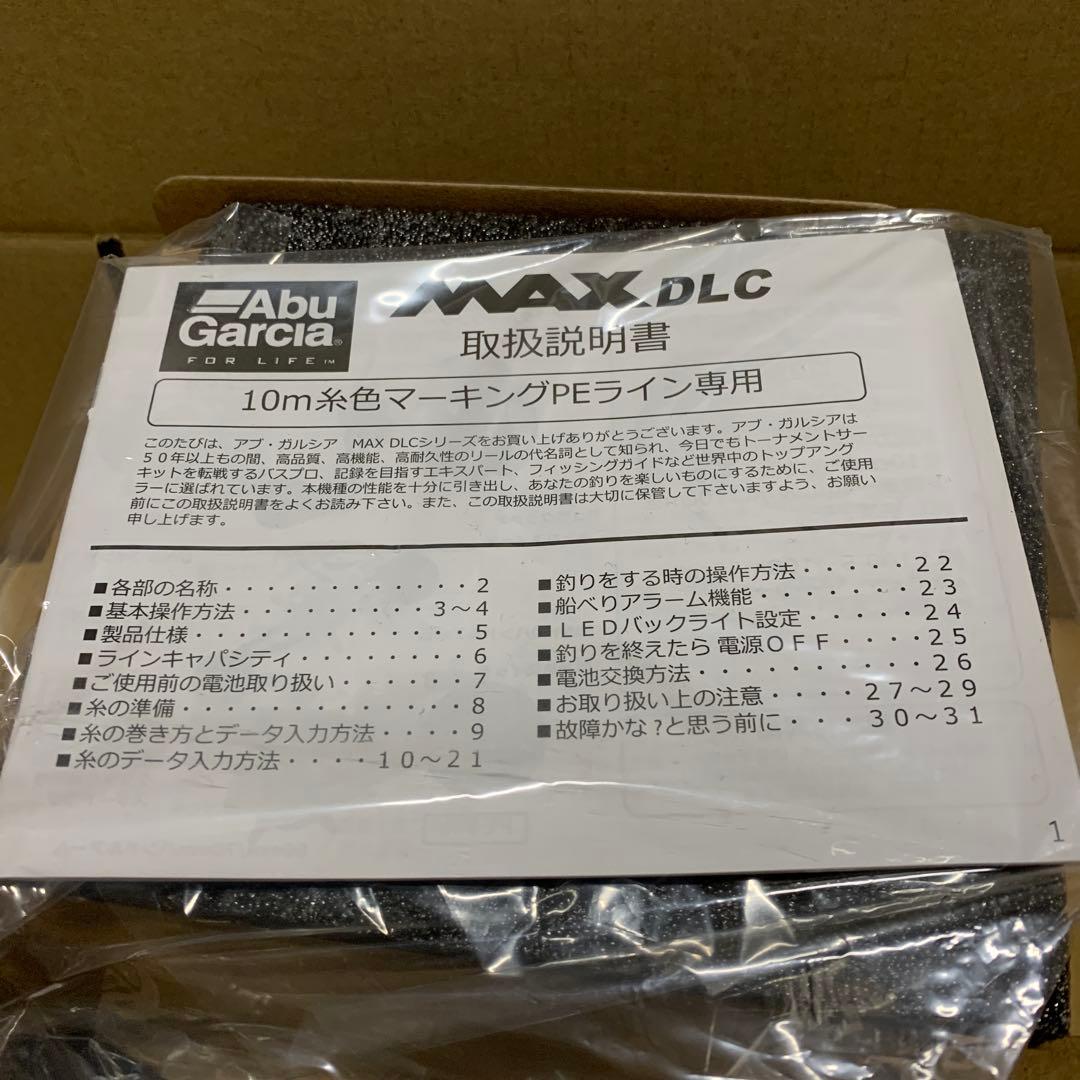 Abu
Garcia®
FOR LIFE™
MAX DLC
取扱説明書
10m糸色マーキングPEライン専用
このたびは、アブ・ガルシア　MAX DLCシリーズをお買い上げありがとうございます。アブ・ガルシアは
５０年以上もの間、高品質、高機能、高耐久性のリールの代名詞として知られ、今日でもトーナメントサー
キットを転戦するバスプロ、記録を目指すエキスパート、フィッシングガイドなど世界中のトップアング
ラーに選ばれています。本機種の性能を十分に引き出し、あなたの釣りを楽しいものにするために、ご使用
前にこの取扱説明書をよくお読み下さい。また、この取扱説明書は大切に保管して下さいますよう、お願い
申し上げます。
■各部の名称・・・・・・・・・・・・２
■基本操作方法・・・・・・・・・３～４
■製品仕様・・・・・・・・・・・・・５
■ラインキャパシティ・・・・・・・・６
■ご使用前の電池取り扱い・・・・・・７
■糸の準備・・・・・・・・・・・・・８
■糸の巻き方とデータ入力方法・・・・９
■糸のデータ入力方法・・・・１０～２１
■釣りをする時の操作方法・・・・・２２
■船べりアラーム機能・・・・・・・２３
■ＬＥＤバックライト設定・・・・・２４
■釣りを終えたら 電源ＯＦＦ・・・・２５
■電池交換方法・・・・・・・・・・２６
■お取り扱い上の注意・・・・２７～２９
■故障かな？と思う前に・・・３０～３１
1